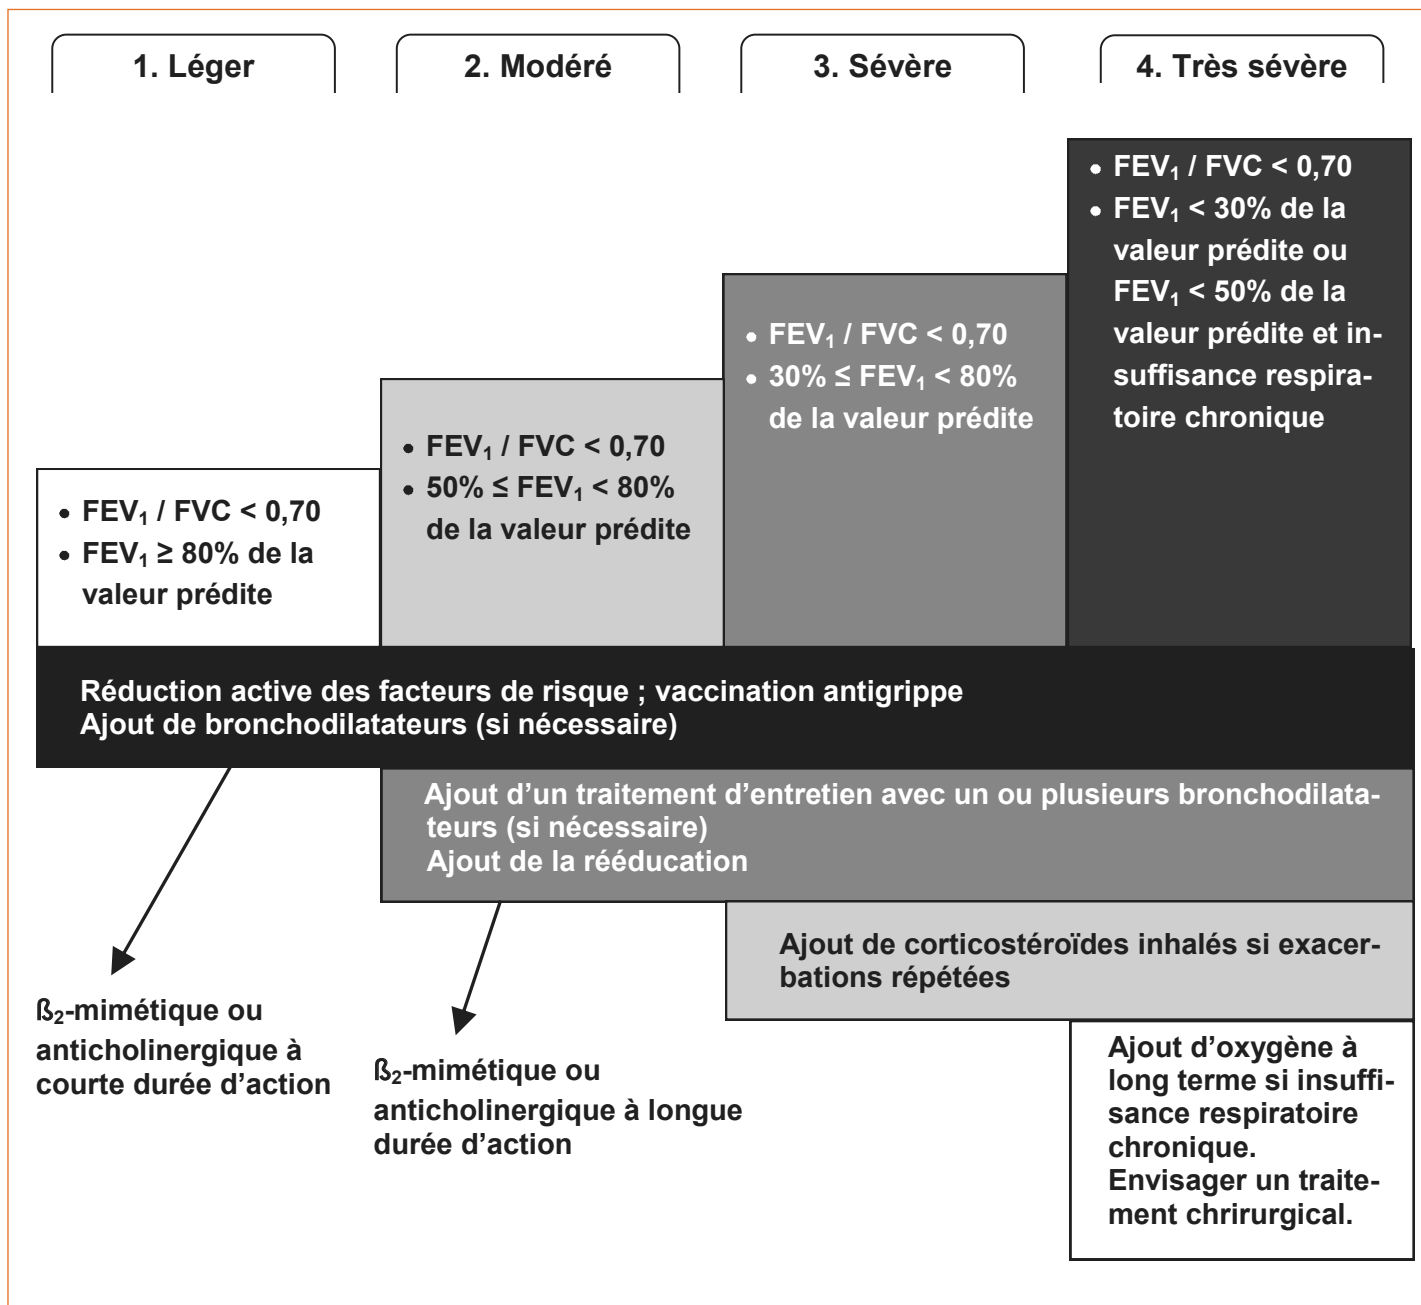 1. Léger
2. Modéré
3. Sévère
4. Très sévère
• FEV₁ / FVC < 0,70
• FEV₁ ≥ 80% de la
valeur prédite
• FEV₁ / FVC < 0,70
• 50% ≤ FEV₁ < 80%
de la valeur prédite
• FEV₁ / FVC < 0,70
• 30% ≤ FEV₁ < 80%
de la valeur prédite
• FEV₁ / FVC < 0,70
• FEV₁ < 30% de la
valeur prédite ou
FEV₁ < 50% de la
valeur prédite et in-
suffisance respira-
toire chronique
Réduction active des facteurs de risque ; vaccination antigrippe
Ajout de bronchodilatateurs (si nécessaire)
Ajout d’un traitement d’entretien avec un ou plusieurs bronchodilata-
teurs (si nécessaire)
Ajout de la rééducation
Ajout de corticostéroïdes inhalés si exacer-
bations répétées
ß₂-mimétique ou
anticholinergique à
courte durée d’action
ß₂-mimétique ou
anticholinergique à longue
durée d’action
Ajout d’oxygène à
long terme si insuffi-
sance respiratoire
chronique.
Envisager un traite-
ment chrirurgical.